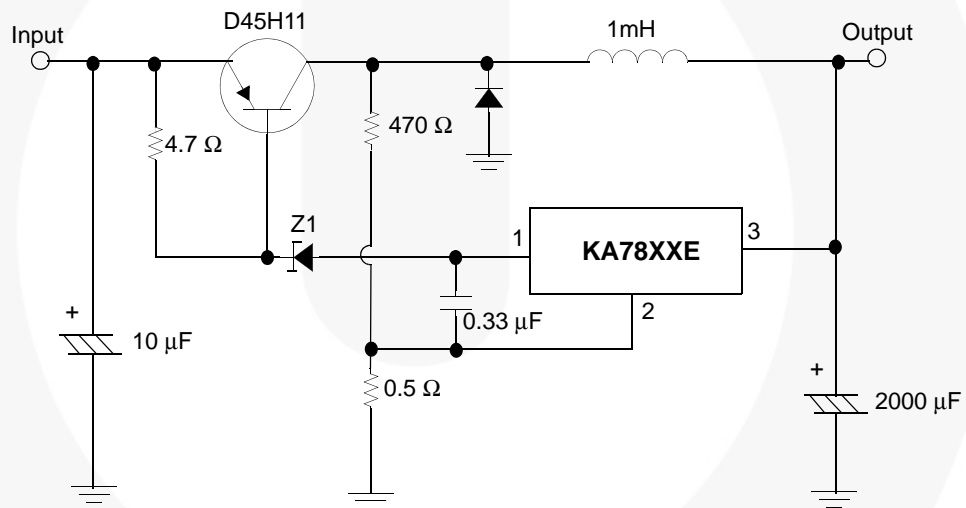 D45H11
Input
1mH
Output
4.7 Ω
470 Ω
Z1
1
KA78XXE
3
2
0.33 μF
+
10 μF
0.5 Ω
+
2000 μF